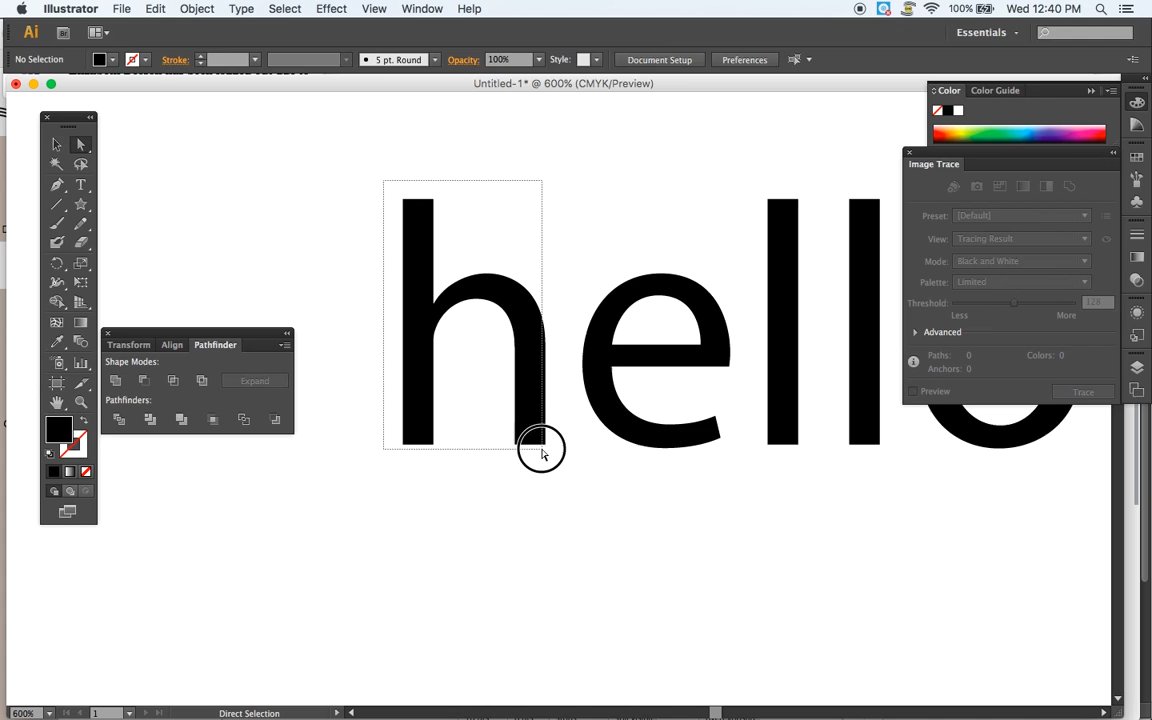 Illustrator File Edit Object Type Select Effect View Window Help 100% Wed 12:40 PM
Ai Br Essentials
No Selection Stroke: 5 pt. Round Opacity: 100% Style: Document Setup Preferences
Untitled-1* @ 600% (CMYK/Preview)
Color Color Guide
Image Trace
Preset: [Default]
View: Tracing Result
Mode: Black and White
Palette: Limited
Threshold: 128
Less More
Advanced
Paths: 0 Colors: 0
Anchors: 0
Preview Trace
Transform Align Pathfinder
Shape Modes:
Expand
Pathfinders:
hello
600% 1 Direct Selection